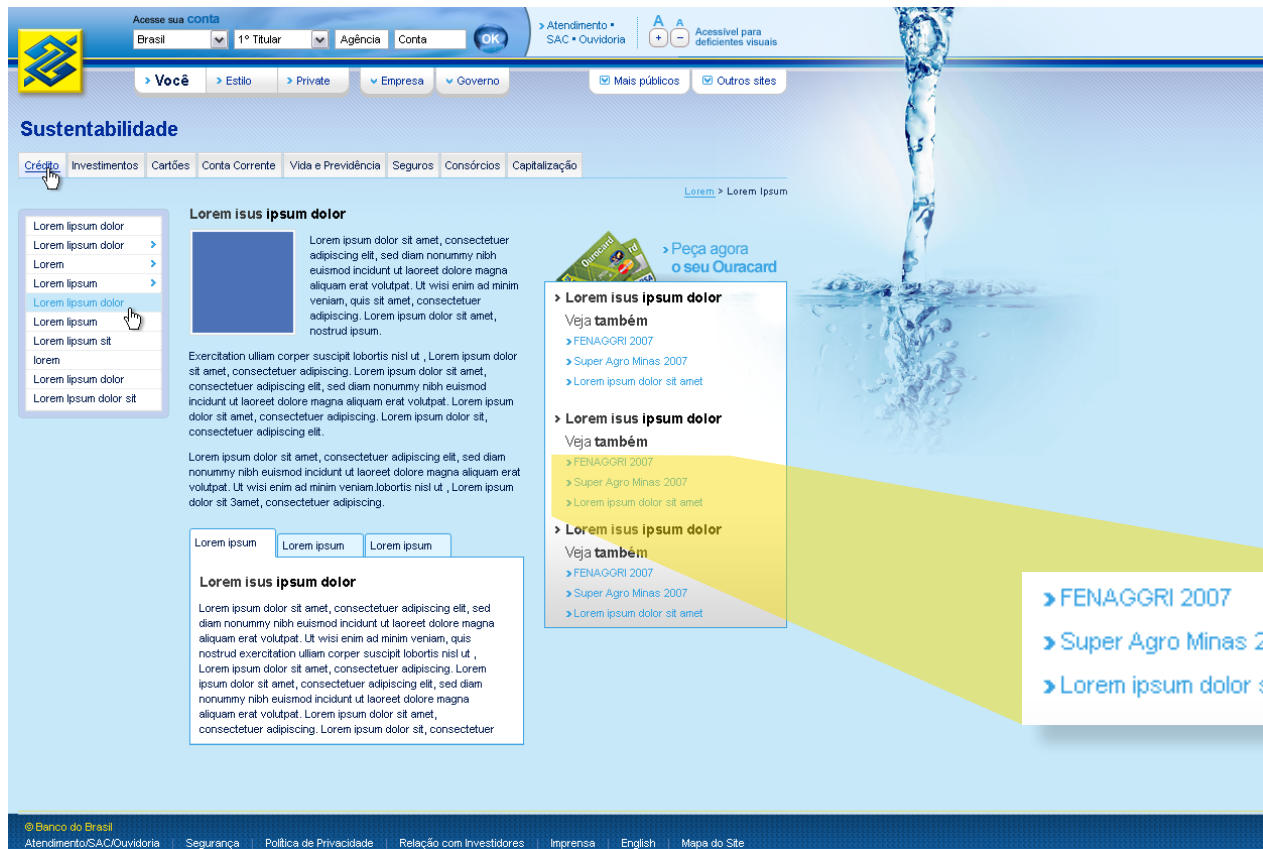 Acesse sua conta
Brasil 1º Titular Agência Conta OK
> Atendimento •
SAC • Ouvidoria
A A
+ −
Acessível para
deficientes visuais
Você Estilo Private Empresa Governo Mais públicos Outros sites
Sustentabilidade
Crédito Investimentos Cartões Conta Corrente Vida e Previdência Seguros Consórcios Capitalização
Lorem > Lorem Ipsum
Lorem lipsum dolor
Lorem lipsum dolor
Lorem
Lorem lipsum
Lorem lipsum dolor
Lorem lipsum
Lorem lipsum sit
lorem
Lorem lipsum dolor
Lorem Ipsum dolor sit
Lorem isus ipsum dolor
Lorem ipsum dolor sit amet, consectetuer
adipiscing elit, sed diam nonummy nibh
euismod incidunt ut laoreet dolore magna
aliquam erat volutpat. Ut wisi enim ad minim
veniam, quis sit amet, consectetuer
adipiscing. Lorem ipsum dolor sit amet,
nostrud ipsum.
Exercitation ulliam corper suscipit lobortis nisl ut , Lorem ipsum dolor
sit amet, consectetuer adipiscing. Lorem ipsum dolor sit amet,
consectetuer adipiscing elit, sed diam nonummy nibh euismod
incidunt ut laoreet dolore magna aliquam erat volutpat. Lorem ipsum
dolor sit amet, consectetuer adipiscing. Lorem ipsum dolor sit,
consectetuer adipiscing elit.
Lorem ipsum dolor sit amet, consectetuer adipiscing elit, sed diam
nonummy nibh euismod incidunt ut laoreet dolore magna aliquam erat
volutpat. Ut wisi enim ad minim veniam.lobortis nisl ut , Lorem ipsum
dolor sit 3amet, consectetuer adipiscing.
Lorem ipsum Lorem ipsum Lorem ipsum
Lorem isus ipsum dolor
Lorem ipsum dolor sit amet, consectetuer adipiscing elit, sed
diam nonummy nibh euismod incidunt ut laoreet dolore magna
aliquam erat volutpat. Ut wisi enim ad minim veniam, quis
nostrud exercitation ulliam corper suscipit lobortis nisl ut ,
Lorem ipsum dolor sit amet, consectetuer adipiscing. Lorem
ipsum dolor sit amet, consectetuer adipiscing elit, sed diam
nonummy nibh euismod incidunt ut laoreet dolore magna
aliquam erat volutpat. Lorem ipsum dolor sit amet,
consectetuer adipiscing. Lorem ipsum dolor sit, consectetuer
Ourocard
> Peça agora
o seu Ouracard
> Lorem isus ipsum dolor
Veja também
> FENAGGRI 2007
> Super Agro Minas 2007
> Lorem ipsum dolor sit amet
> Lorem isus ipsum dolor
Veja também
> FENAGGRI 2007
> Super Agro Minas 2007
> Lorem ipsum dolor sit amet
> Lorem isus ipsum dolor
Veja também
> FENAGGRI 2007
> Super Agro Minas 2007
> Lorem ipsum dolor sit amet
> FENAGGRI 2007
> Super Agro Minas 2
> Lorem ipsum dolor s
© Banco do Brasil
Atendimento/SAC/Ouvidoria | Segurança | Política de Privacidade | Relação com Investidores | Imprensa | English | Mapa do Site